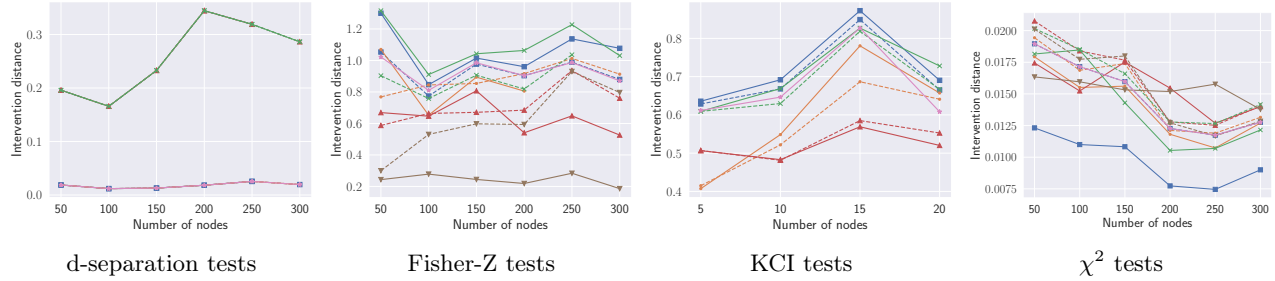 Intervention distance
0.3
0.2
0.1
0.0
50 100 150 200 250 300
Number of nodes
d-separation tests
Intervention distance
1.2
1.0
0.8
0.6
0.4
0.2
50 100 150 200 250 300
Number of nodes
Fisher-Z tests
Intervention distance
0.8
0.7
0.6
0.5
0.4
5 10 15 20
Number of nodes
KCI tests
Intervention distance
0.0200
0.0175
0.0150
0.0125
0.0100
0.0075
50 100 150 200 250 300
Number of nodes
χ² tests